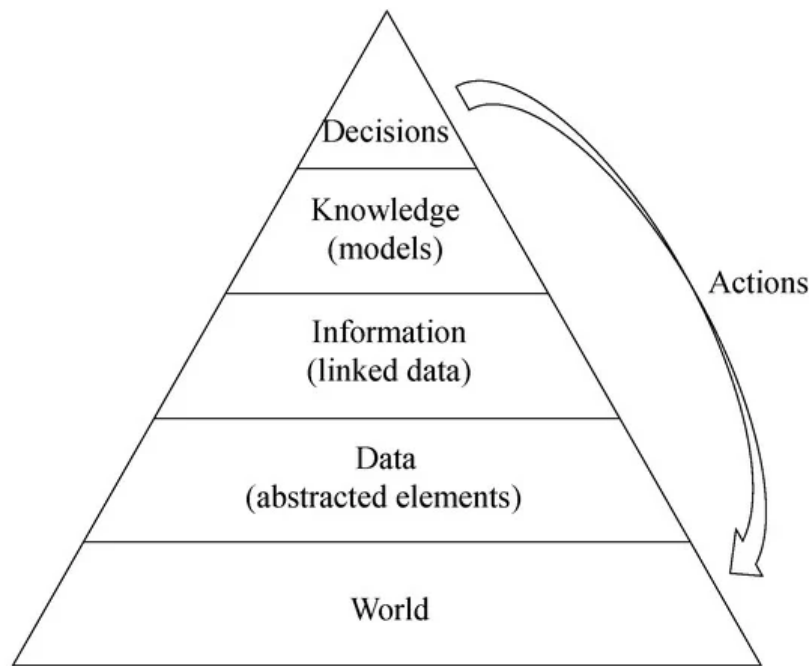 Decisions
Knowledge
(models)
Actions
Information
(linked data)
Data
(abstracted elements)
World